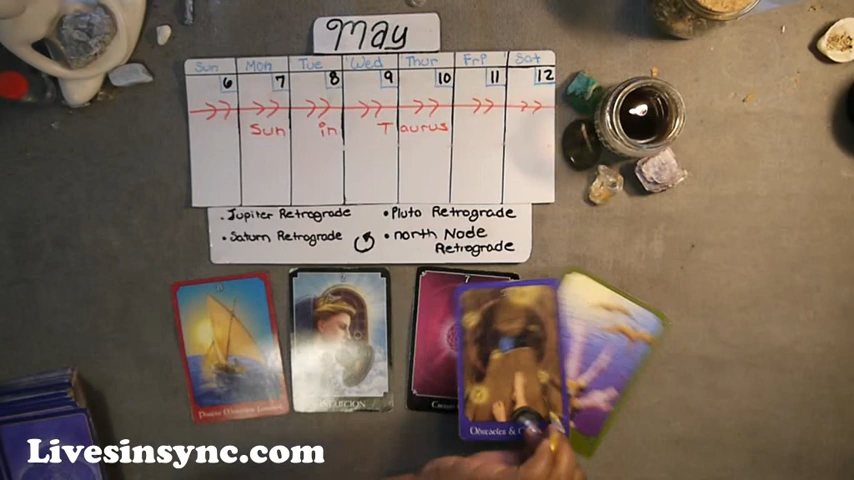 May
Sun Mon Tue Wed Thur Fri Sat
6 7 8 9 10 11 12
Sun in Taurus
• Jupiter Retrograde
• Saturn Retrograde
• Pluto Retrograde
• north Node
Retrograde
Obstacles &
Livesinsync.com